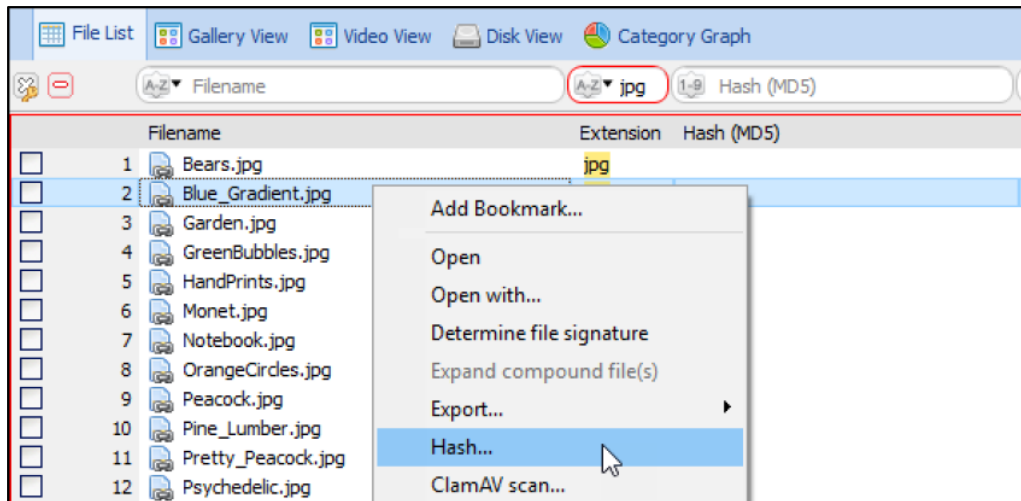 File List Gallery View Video View Disk View Category Graph
A-Z Filename A-Z jpg 1-9 Hash (MD5)
Filename Extension Hash (MD5)
1 Bears.jpg jpg
2 Blue_Gradient.jpg
3 Garden.jpg
4 GreenBubbles.jpg
5 HandPrints.jpg
6 Monet.jpg
7 Notebook.jpg
8 OrangeCircles.jpg
9 Peacock.jpg
10 Pine_Lumber.jpg
11 Pretty_Peacock.jpg
12 Psychedelic.jpg
Add Bookmark...
Open
Open with...
Determine file signature
Expand compound file(s)
Export...
Hash...
ClamAV scan...